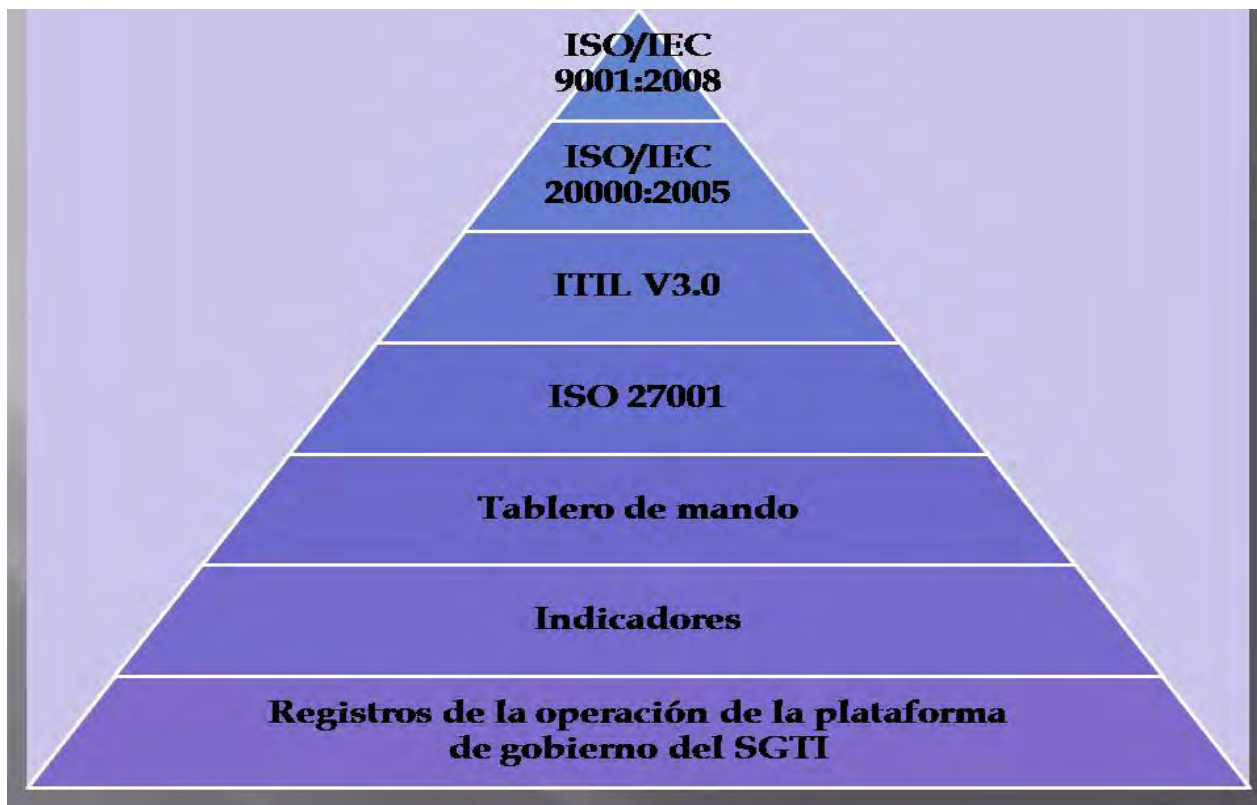 ISO/IEC
9001:2008
ISO/IEC
20000:2005
ITIL V3.0
ISO 27001
Tablero de mando
Indicadores
Registros de la operación de la plataforma
de gobierno del SGTI